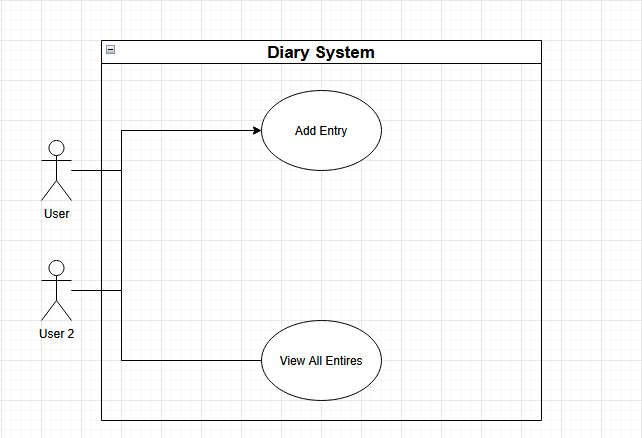 Diary System
Add Entry
User
User 2
View All Entires